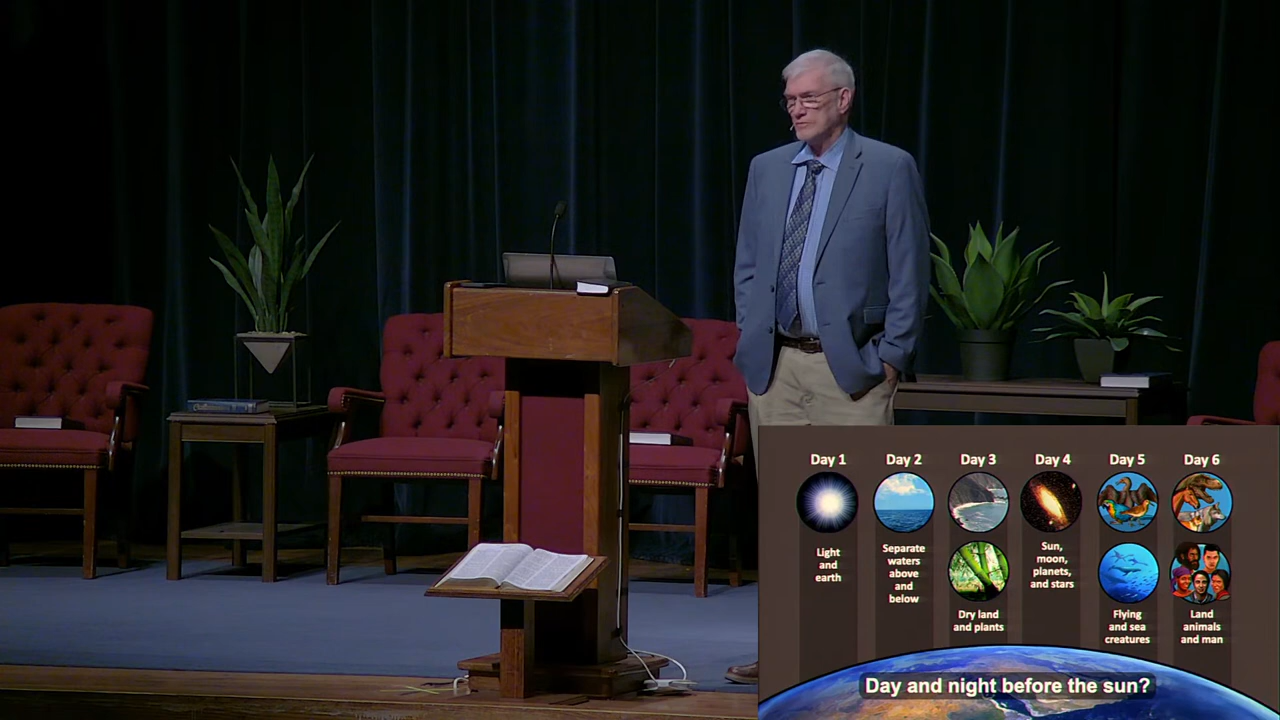 Day 1
Day 2
Day 3
Day 4
Day 5
Day 6
Light
and
earth
Separate
waters
above
and
below
Dry land
and plants
Sun,
moon,
planets,
and stars
Flying
and sea
creatures
Land
animals
and man
Day and night before the sun?